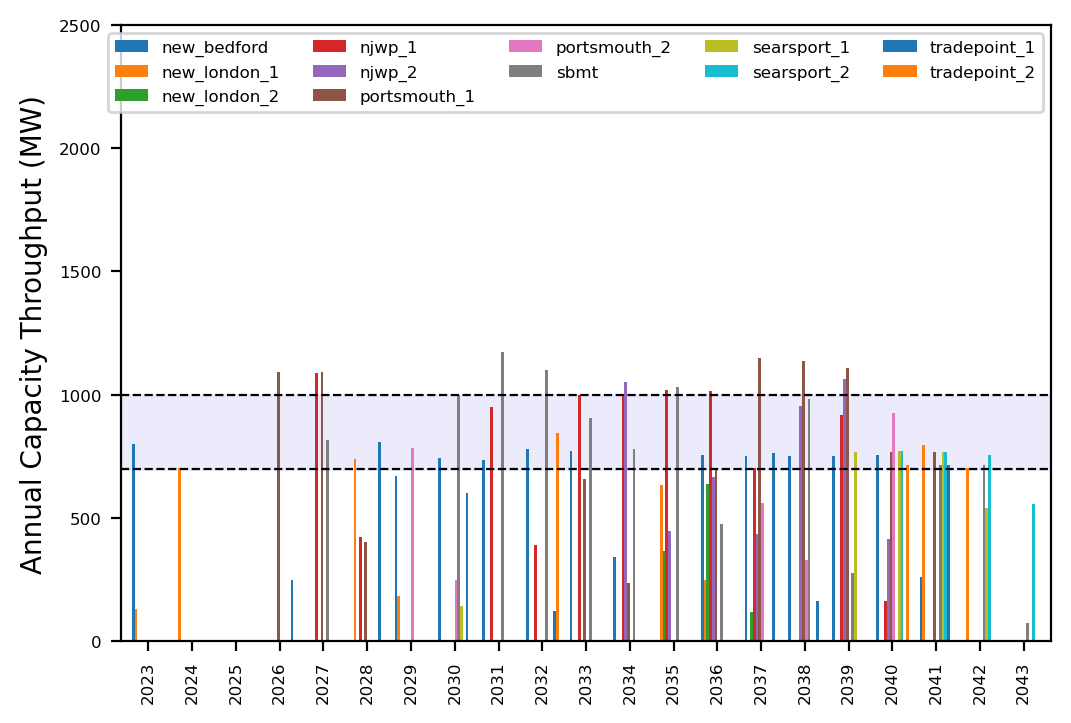 2500
2000
1500
1000
500
0
Annual Capacity Throughput (MW)
new_bedford njwp_1 portsmouth_2 searsport_1 tradepoint_1
new_london_1 njwp_2 sbmt searsport_2 tradepoint_2
new_london_2 portsmouth_1
2023 2024 2025 2026 2027 2028 2029 2030 2031 2032 2033 2034 2035 2036 2037 2038 2039 2040 2041 2042 2043